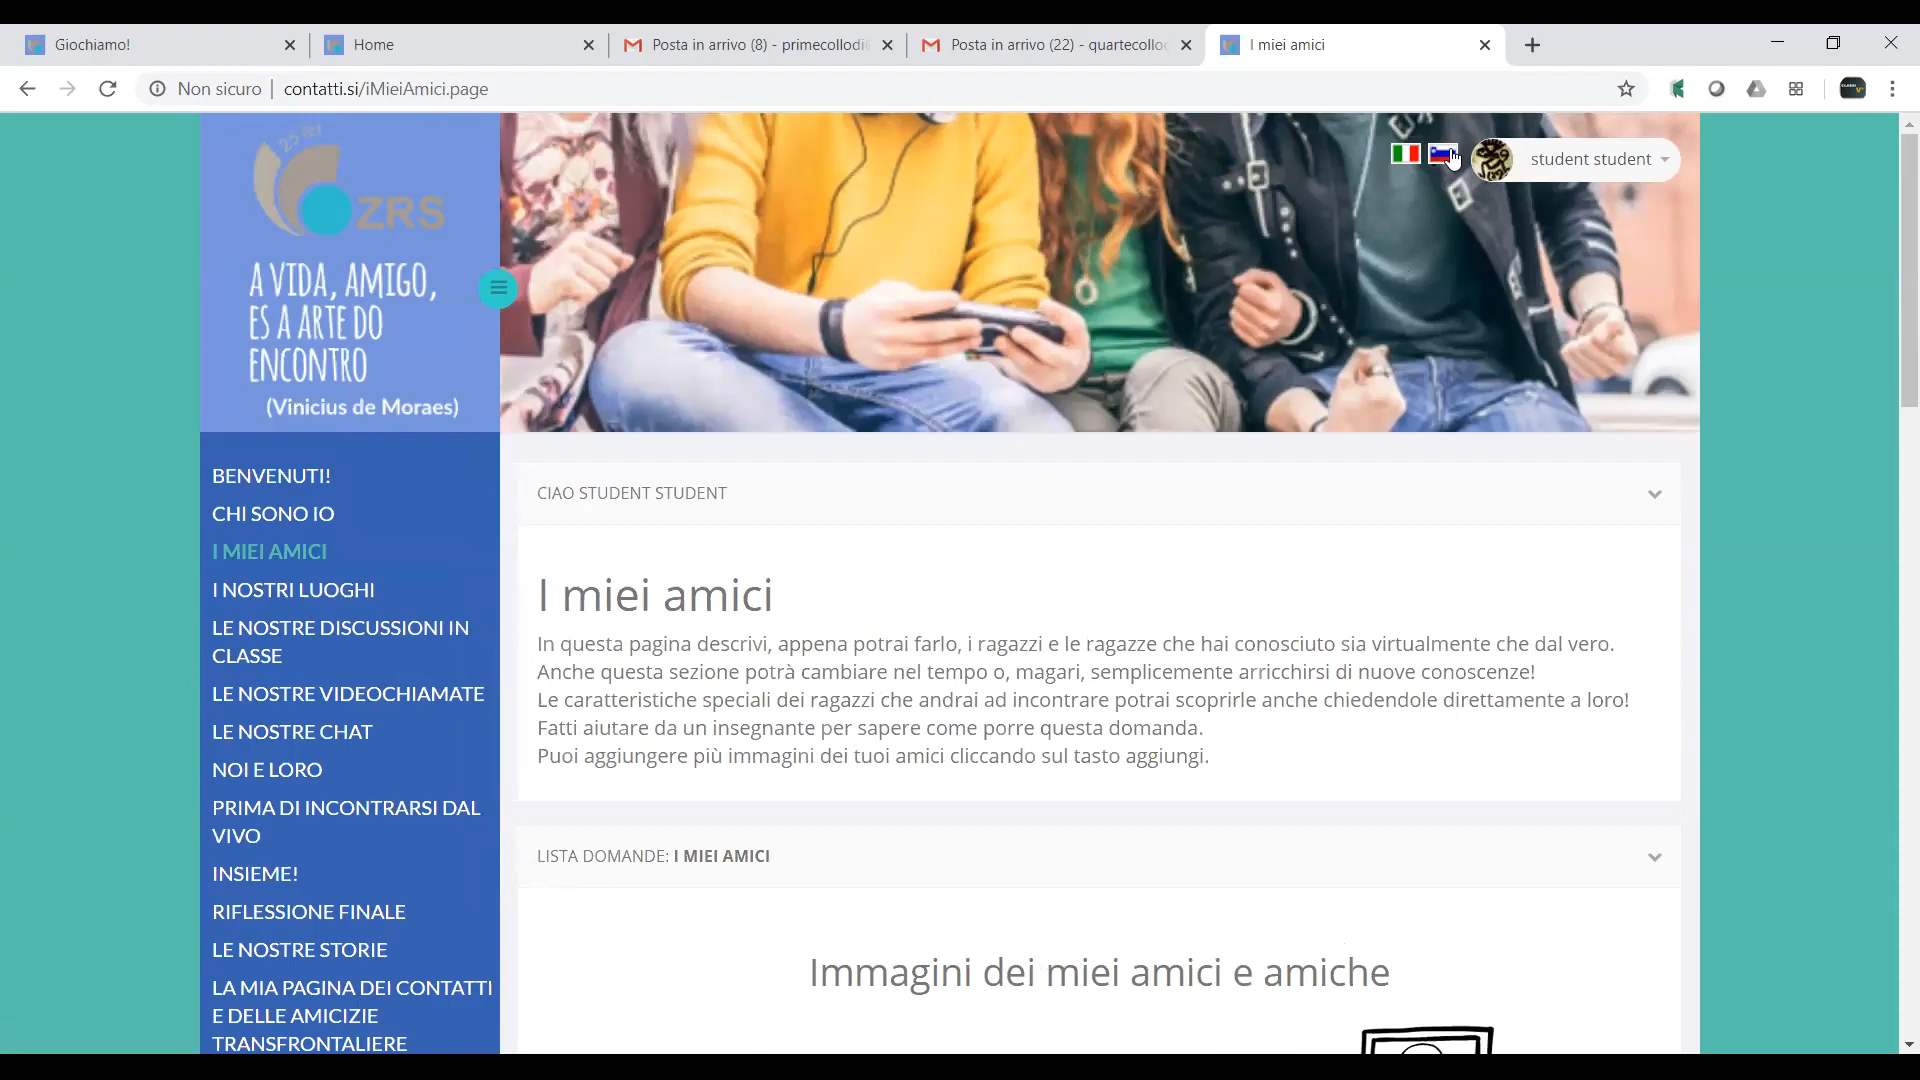 Giochiamo!
Home
Posta in arrivo (8) - primecollodi
Posta in arrivo (22) - quartecolloc
I miei amici
Non sicuro
contatti.si/iMieiAmici.page
25 let
ZRS
A VIDA, AMIGO,
ES A ARTE DO
ENCONTRO
(Vinicius de Moraes)
student student
BENVENUTI!
CHI SONO IO
I MIEI AMICI
I NOSTRI LUOGHI
LE NOSTRE DISCUSSIONI IN
CLASSE
LE NOSTRE VIDEOCHIAMATE
LE NOSTRE CHAT
NOI E LORO
PRIMA DI INCONTRARSI DAL
VIVO
INSIEME!
RIFLESSIONE FINALE
LE NOSTRE STORIE
LA MIA PAGINA DEI CONTATTI
E DELLE AMICIZIE
TRANSFRONTALIERE
CIAO STUDENT STUDENT
I miei amici
In questa pagina descrivi, appena potrai farlo, i ragazzi e le ragazze che hai conosciuto sia virtualmente che dal vero.
Anche questa sezione potrà cambiare nel tempo o, magari, semplicemente arricchirsi di nuove conoscenze!
Le caratteristiche speciali dei ragazzi che andrai ad incontrare potrai scoprirle anche chiedendole direttamente a loro!
Fatti aiutare da un insegnante per sapere come porre questa domanda.
Puoi aggiungere più immagini dei tuoi amici cliccando sul tasto aggiungi.
LISTA DOMANDE: I MIEI AMICI
Immagini dei miei amici e amiche